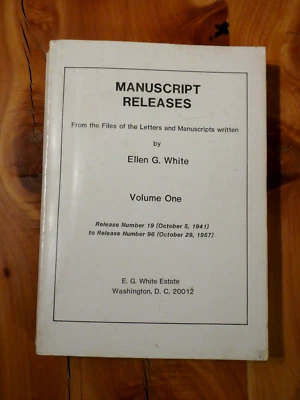 MANUSCRIPT
RELEASES
From the Files of the Letters and Manuscripts written
by
Ellen G. White
Volume One
Release Number 19 (October 5, 1941)
to Release Number 96 (October 29, 1957)
E. G. White Estate
Washington, D. C. 20012